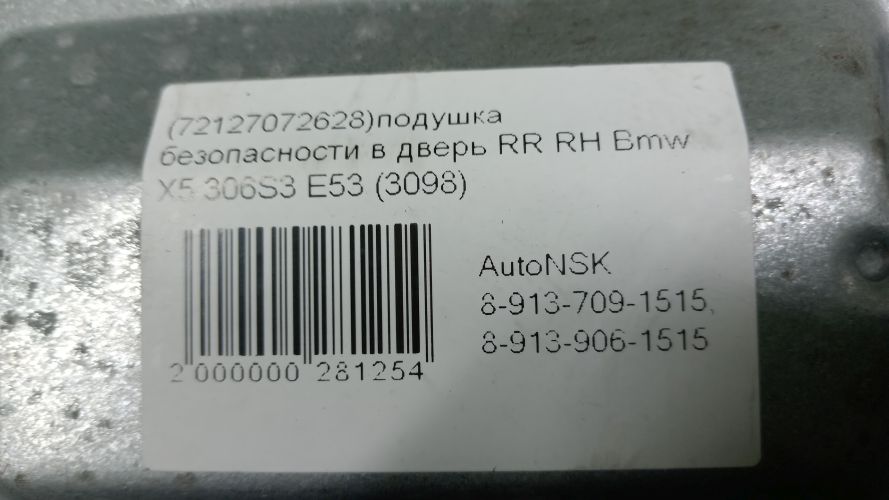 (72127072628)подушка
безопасности в дверь RR RH Bmw
X5 306S3 E53 (3098)
AutoNSK
8-913-709-1515,
8-913-906-1515
2 000000 281254